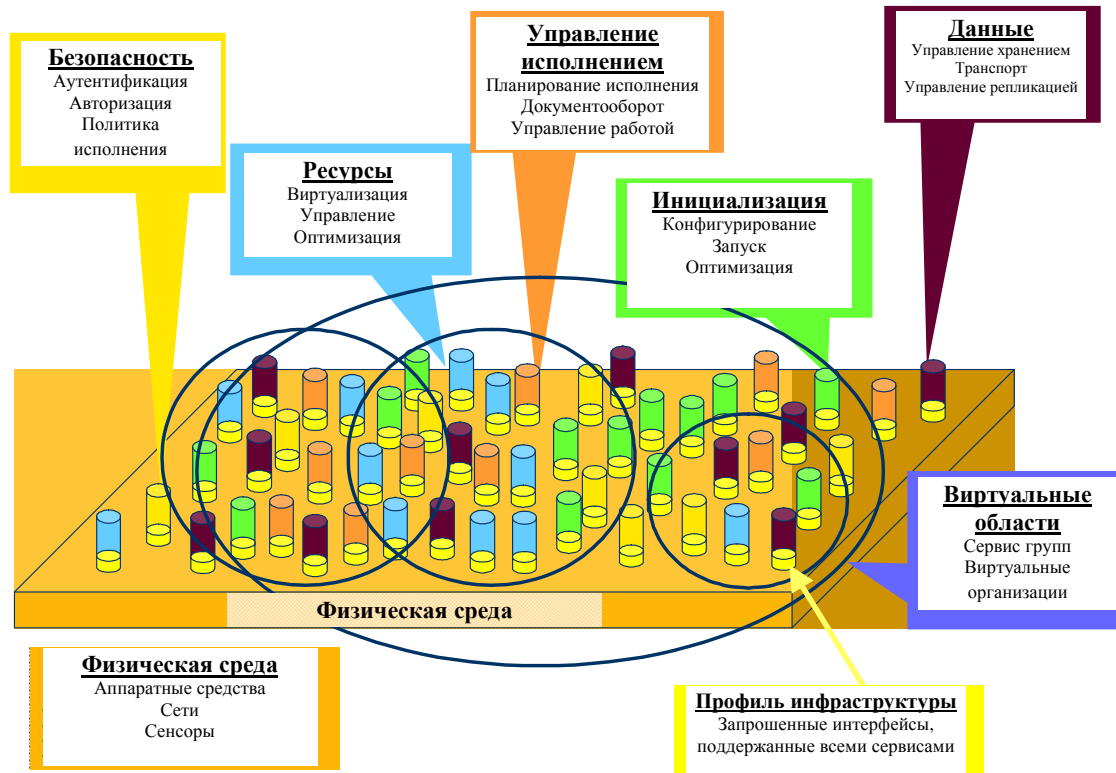 Безопасность
Аутентификация
Авторизация
Политика
исполнения
Управление
исполнением
Планирование исполнения
Документооборот
Управление работой
Данные
Управление хранением
Транспорт
Управление репликацией
Ресурсы
Виртуализация
Управление
Оптимизация
Инициализация
Конфигурирование
Запуск
Оптимизация
Виртуальные
области
Сервис групп
Виртуальные
организации
Физическая среда
Физическая среда
Аппаратные средства
Сети
Сенсоры
Профиль инфраструктуры
Запрошенные интерфейсы,
поддержанные всеми сервисами